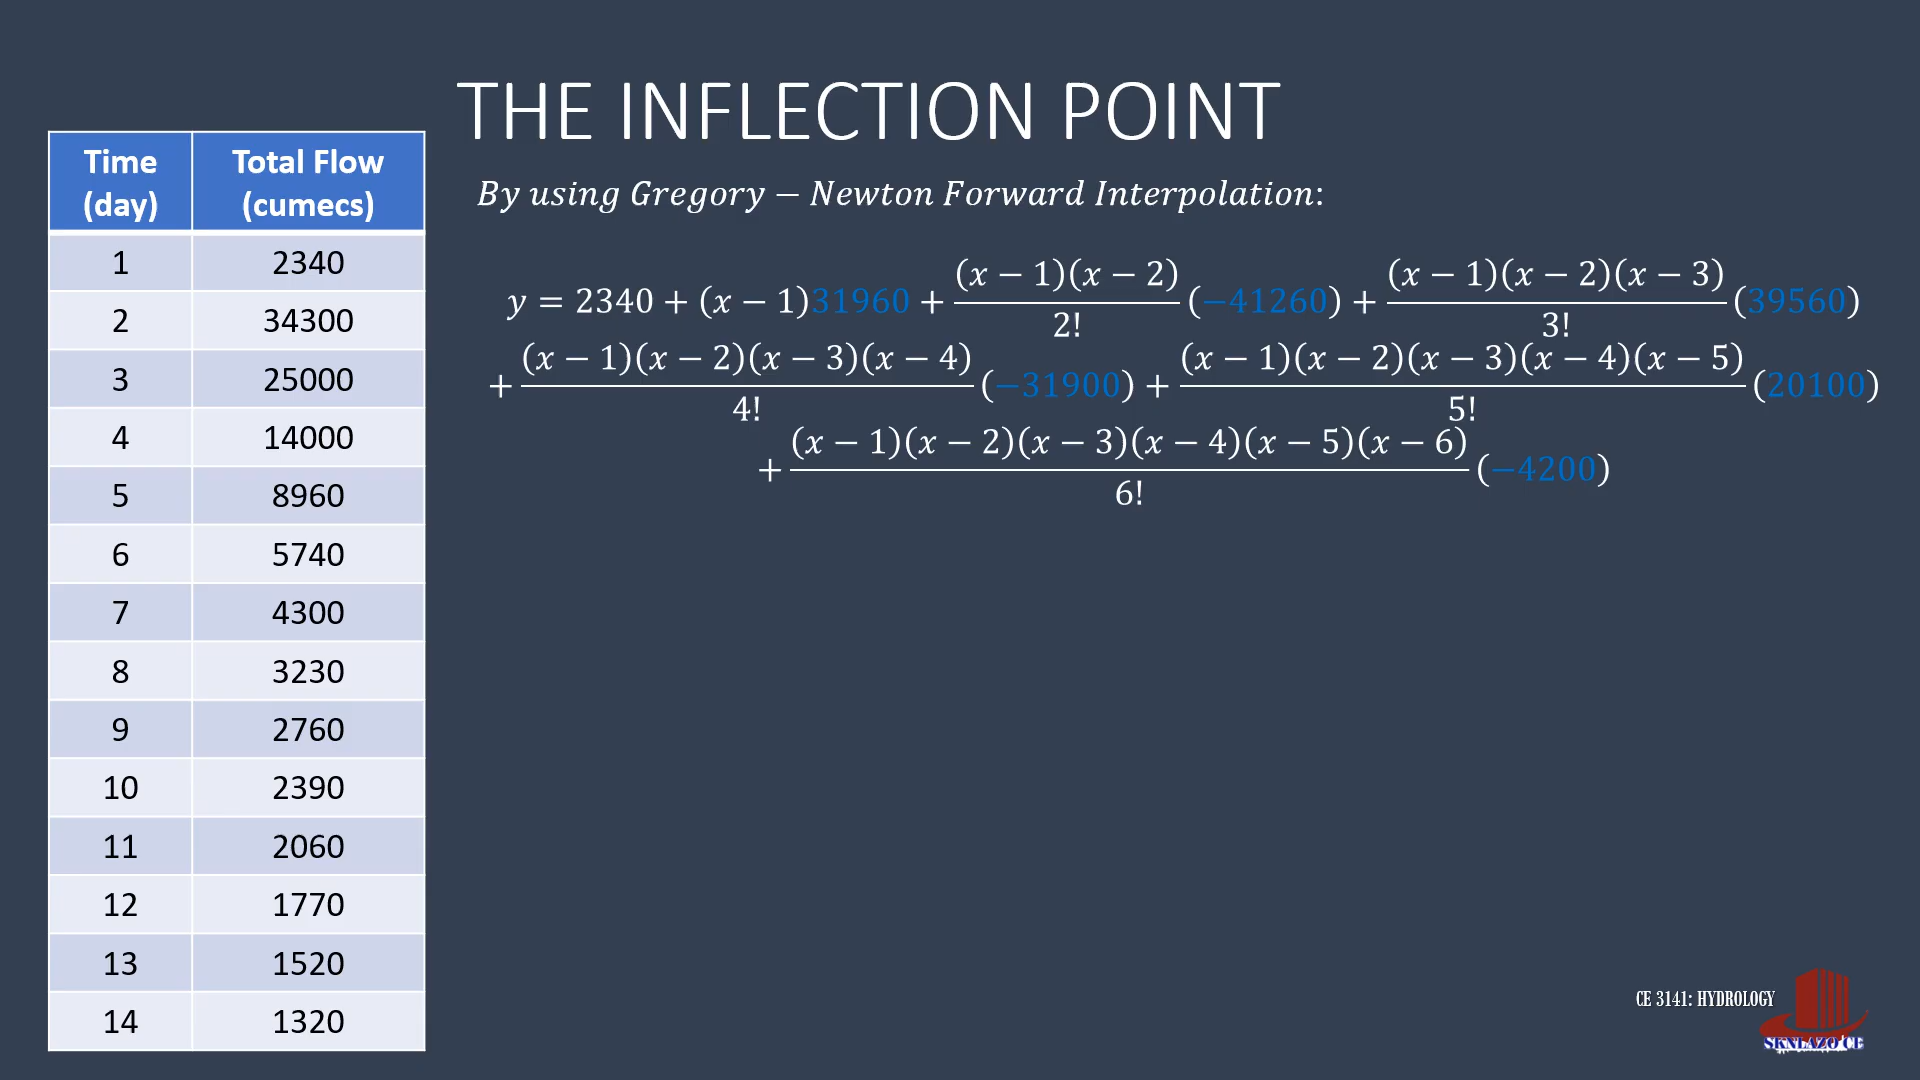 THE INFLECTION POINT
Time (day) Total Flow (cumecs)
1 2340
2 34300
3 25000
4 14000
5 8960
6 5740
7 4300
8 3230
9 2760
10 2390
11 2060
12 1770
13 1520
14 1320
By using Gregory − Newton Forward Interpolation:
y = 2340 + (x − 1)31960 + (x − 1)(x − 2)/2! (−41260) + (x − 1)(x − 2)(x − 3)/3! (39560)
+ (x − 1)(x − 2)(x − 3)(x − 4)/4! (−31900) + (x − 1)(x − 2)(x − 3)(x − 4)(x − 5)/5! (20100)
+ (x − 1)(x − 2)(x − 3)(x − 4)(x − 5)(x − 6)/6! (−4200)
CE 3141: HYDROLOGY
SKNLAZO CE